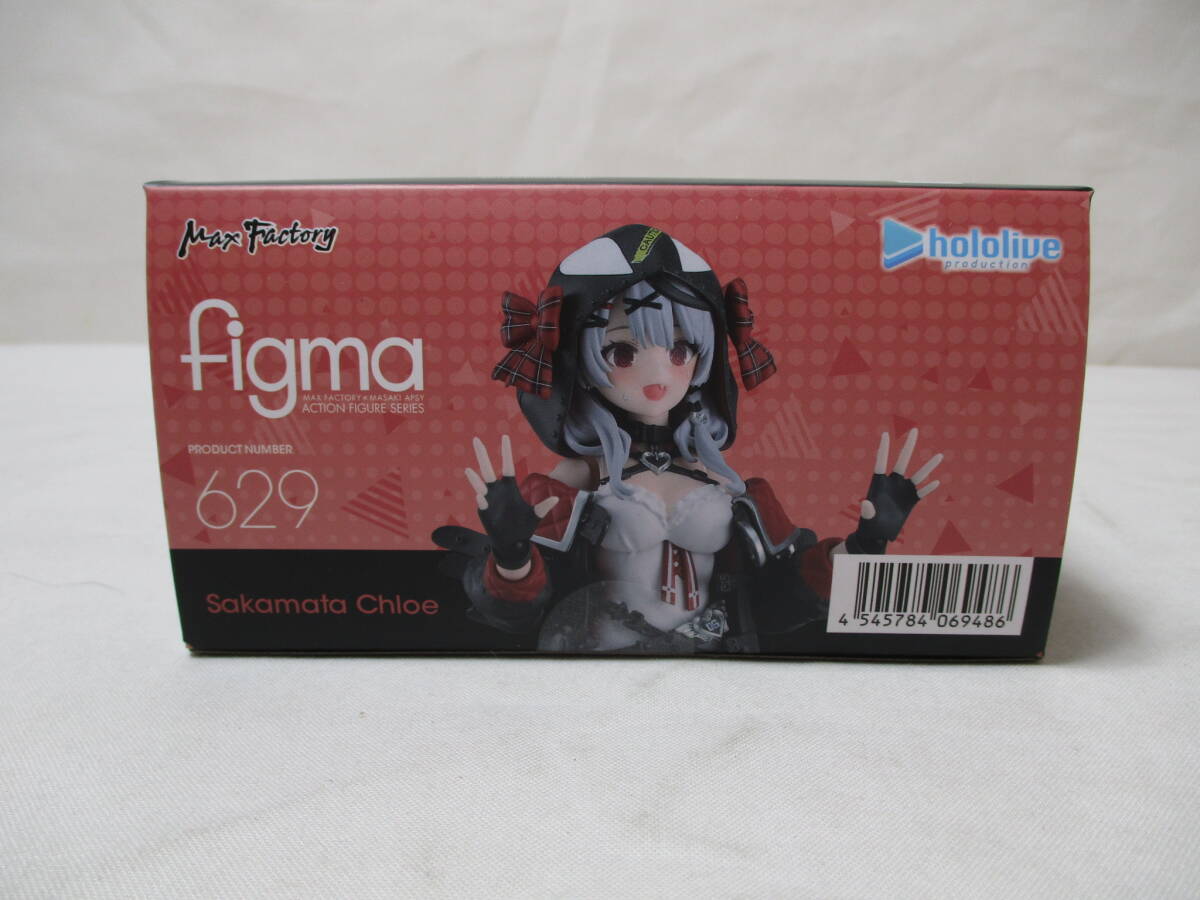 Max Factory
hololive
production
figma
MAX FACTORY × MASAKI APSY
ACTION FIGURE SERIES
PRODUCT NUMBER
629
Sakamata Chloe
4 545784 069486